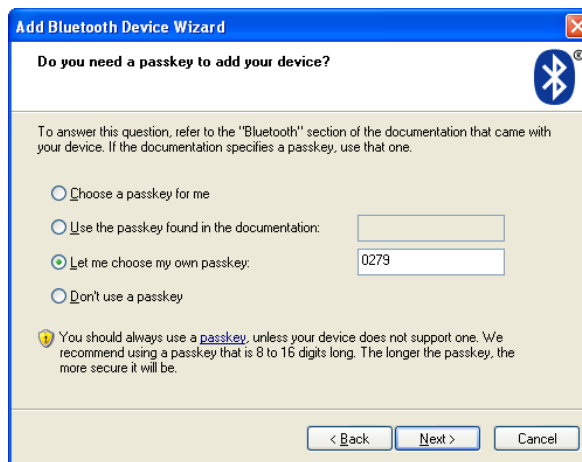 Add Bluetooth Device Wizard
Do you need a passkey to add your device?
®
To answer this question, refer to the "Bluetooth" section of the documentation that came with
your device. If the documentation specifies a passkey, use that one.
Choose a passkey for me
Use the passkey found in the documentation:
Let me choose my own passkey: 0279
Don't use a passkey
You should always use a passkey, unless your device does not support one. We
recommend using a passkey that is 8 to 16 digits long. The longer the passkey, the
more secure it will be.
< Back Next > Cancel